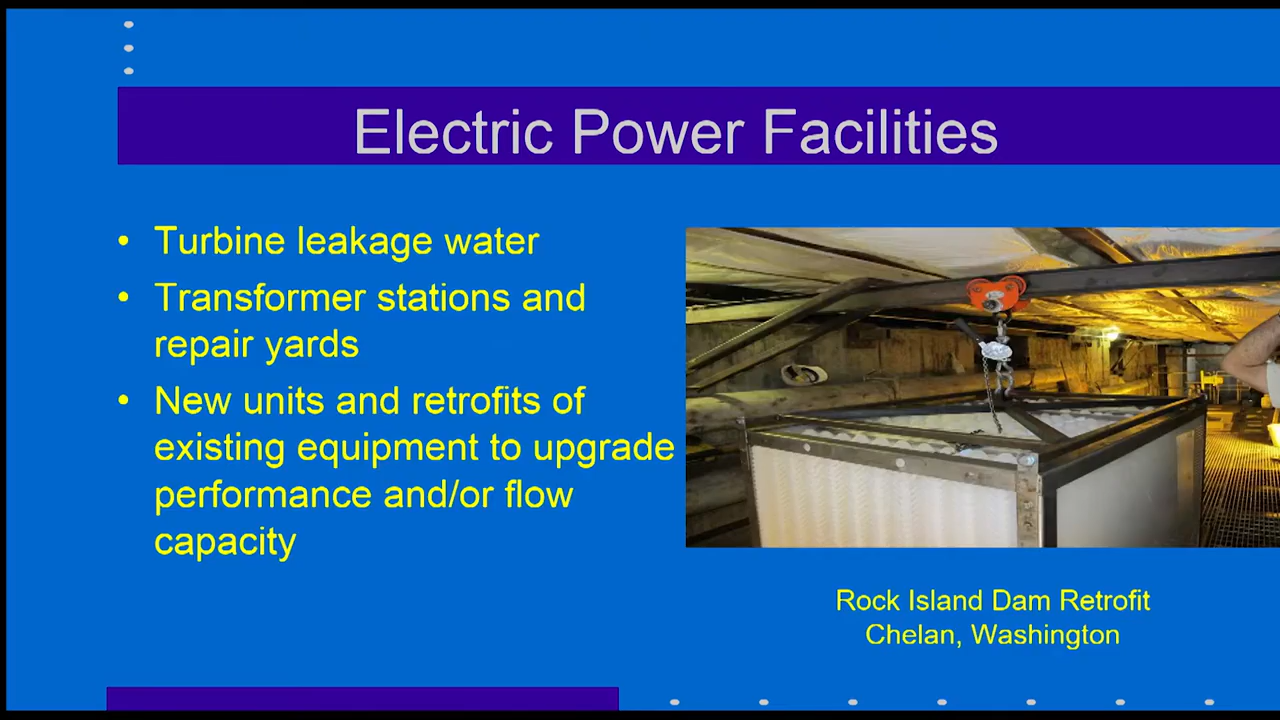 Electric Power Facilities
• Turbine leakage water
• Transformer stations and
repair yards
• New units and retrofits of
existing equipment to upgrade
performance and/or flow
capacity
Rock Island Dam Retrofit
Chelan, Washington